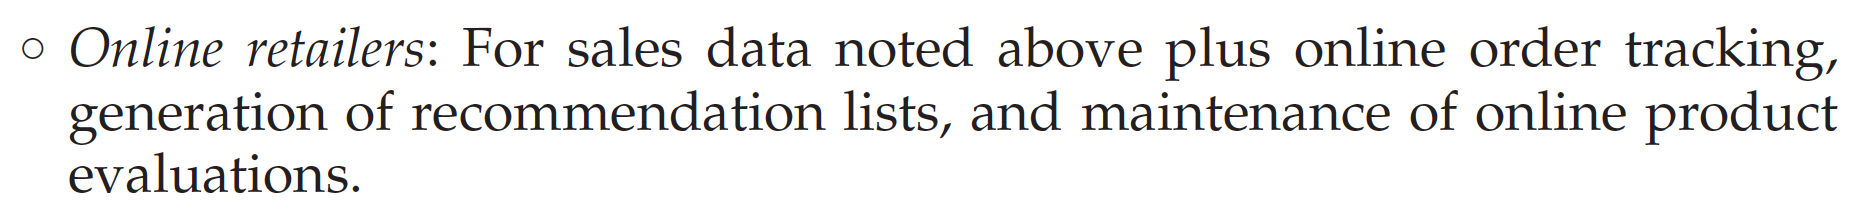 ○ Online retailers: For sales data noted above plus online order tracking,
generation of recommendation lists, and maintenance of online product
evaluations.